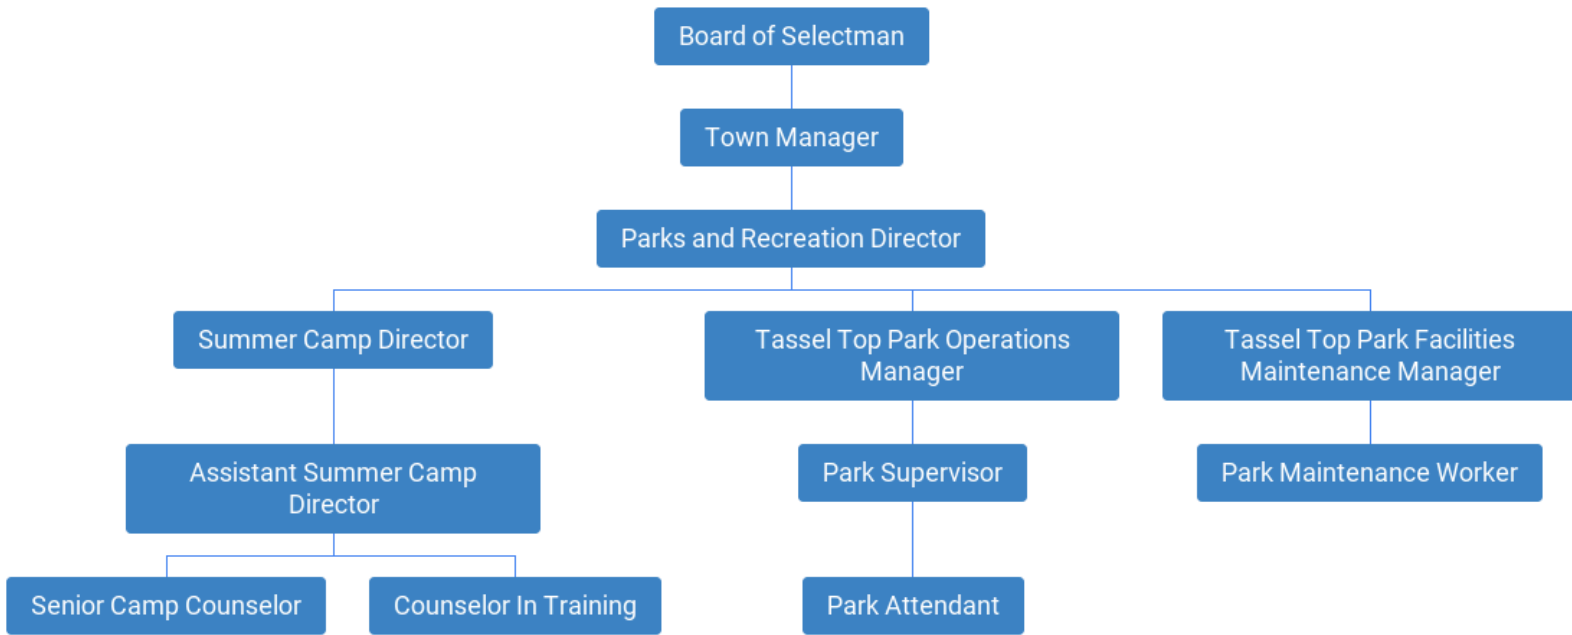 Board of Selectman
Town Manager
Parks and Recreation Director
Summer Camp Director
Tassel Top Park Operations
Manager
Tassel Top Park Facilities
Maintenance Manager
Assistant Summer Camp
Director
Park Supervisor
Park Maintenance Worker
Senior Camp Counselor
Counselor In Training
Park Attendant